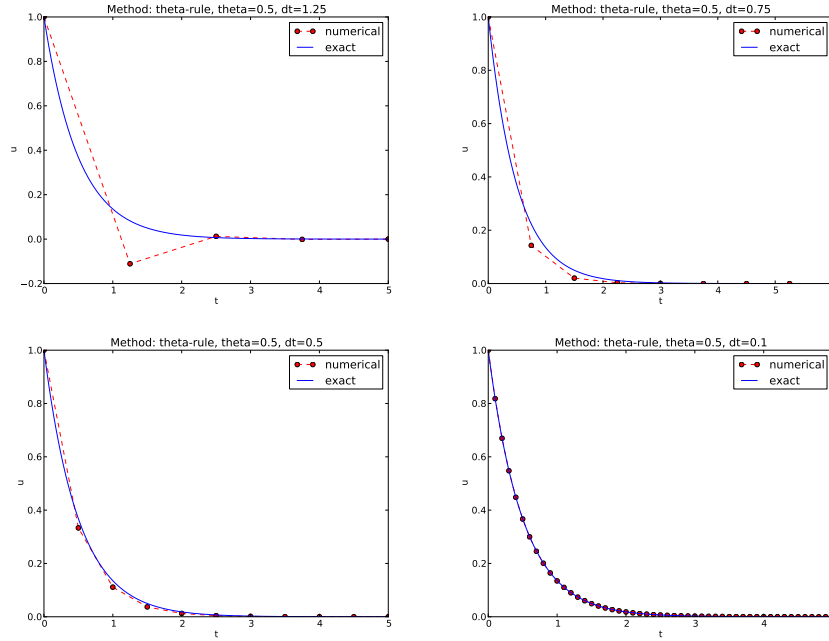 Method: theta-rule, theta=0.5, dt=1.25
numerical
exact
1.0
0.8
0.6
0.4
0.2
0.0
−0.2
u
0 1 2 3 4 5
t
Method: theta-rule, theta=0.5, dt=0.75
numerical
exact
1.0
0.8
0.6
0.4
0.2
0.0
u
0 1 2 3 4 5
t
Method: theta-rule, theta=0.5, dt=0.5
numerical
exact
1.0
0.8
0.6
0.4
0.2
0.0
u
0 1 2 3 4 5
t
Method: theta-rule, theta=0.5, dt=0.1
numerical
exact
1.0
0.8
0.6
0.4
0.2
0.0
u
0 1 2 3 4
t